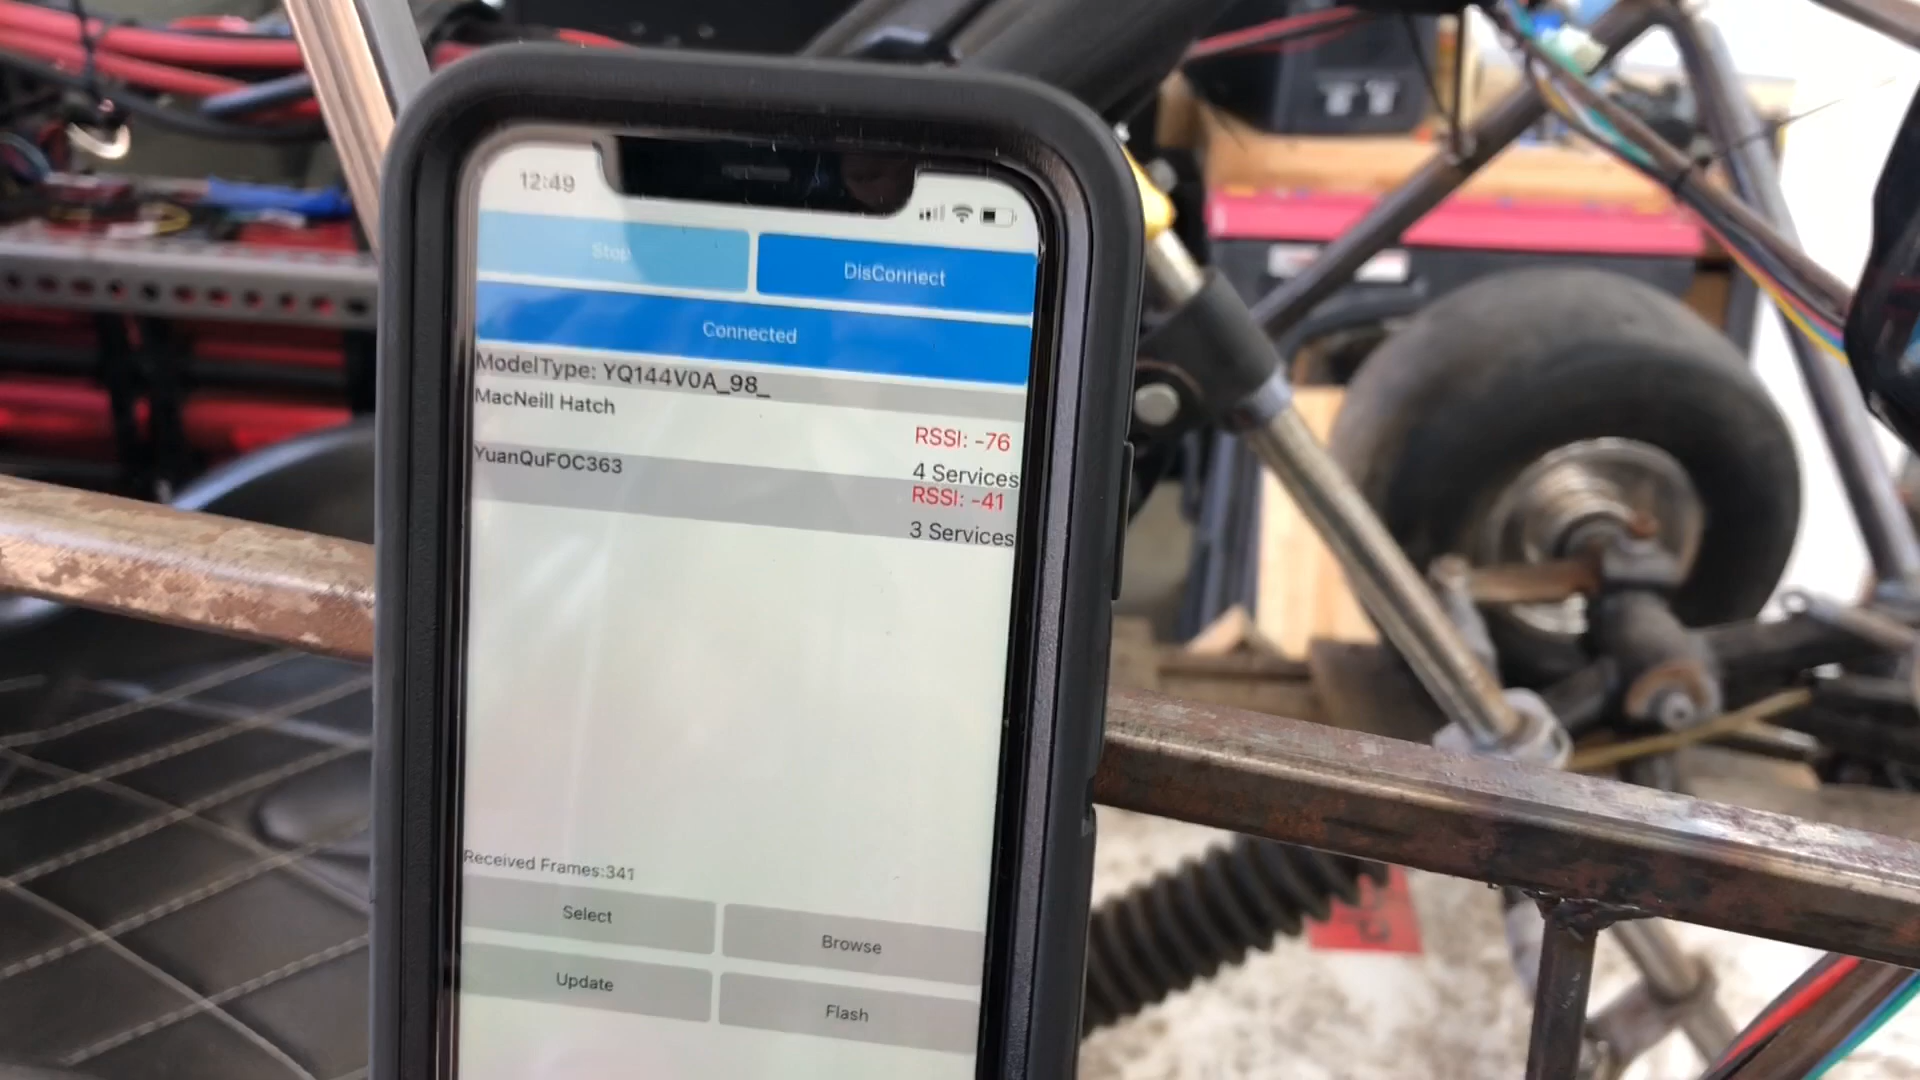 12:49
Stop
DisConnect
Connected
ModelType: YQ144V0A_98_
MacNeill Hatch
RSSI: -76
4 Services
YuanQuFOC363
RSSI: -41
3 Services
Received Frames:341
Select
Browse
Update
Flash